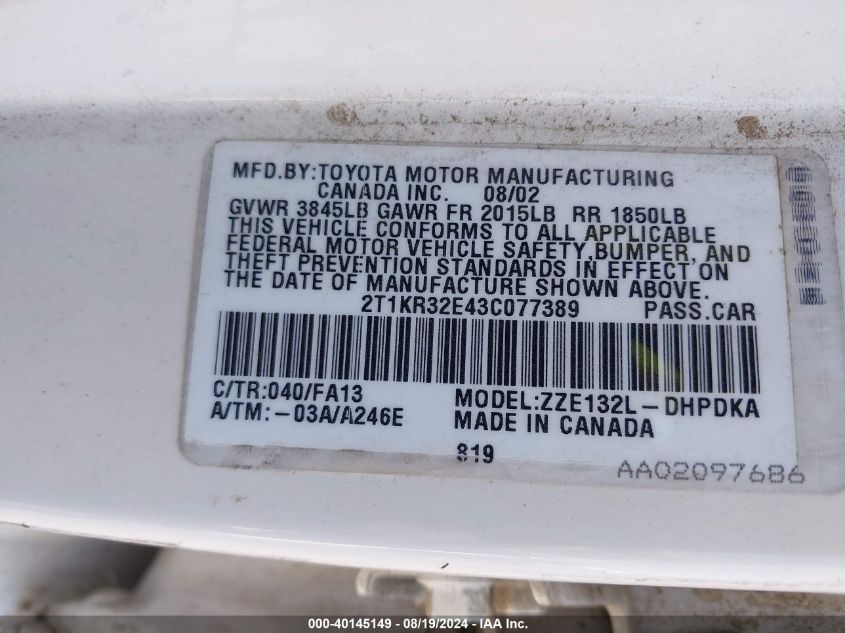 MFD.BY:TOYOTA MOTOR MANUFACTURING
CANADA INC. 08/02
GVWR 3845LB GAWR FR 2015LB RR 1850LB
THIS VEHICLE CONFORMS TO ALL APPLICABLE
FEDERAL MOTOR VEHICLE SAFETY,BUMPER, AND
THEFT PREVENTION STANDARDS IN EFFECT ON
THE DATE OF MANUFACTURE SHOWN ABOVE.
2T1KR32E43C077389 PASS.CAR
C/TR:040/FA13 MODEL:ZZE132L-DHPDKA
A/TM:-03A/A246E MADE IN CANADA
819
AA02097686
000-40145149 - 08/19/2024 - IAA Inc.